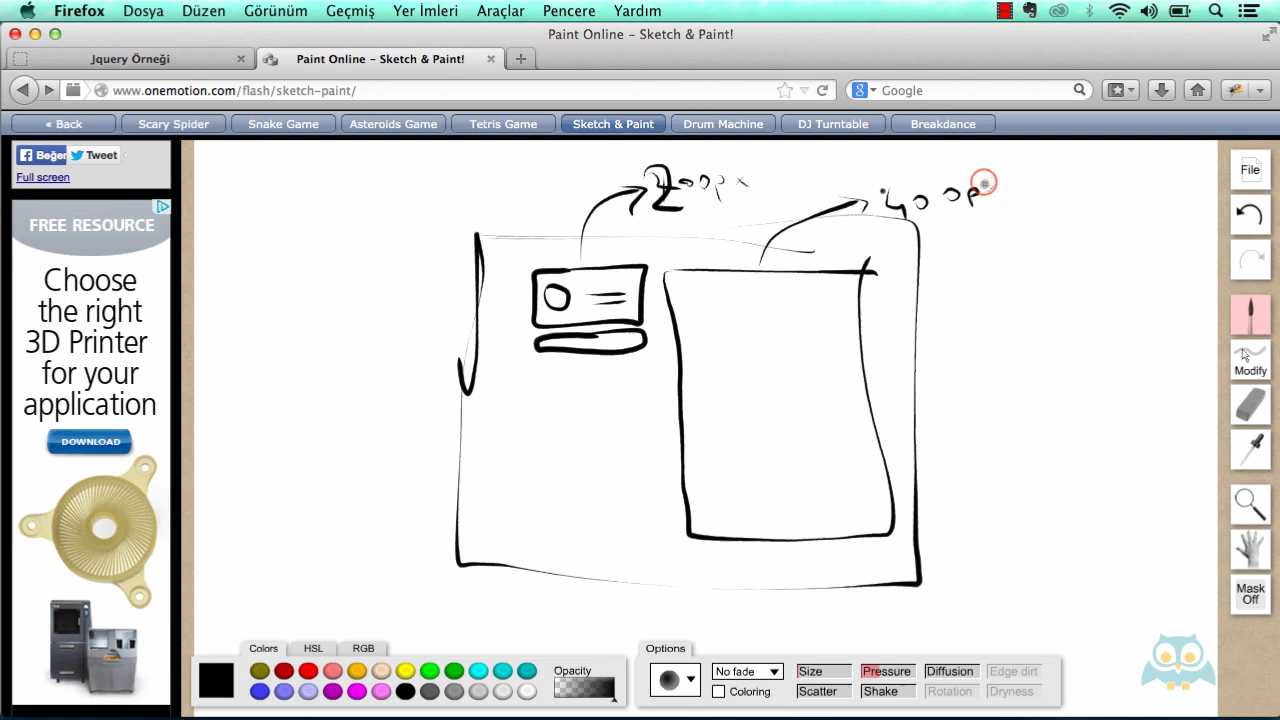 Firefox Dosya Düzen Görünüm Geçmiş Yer İmleri Araçlar Pencere Yardım
Paint Online – Sketch & Paint!
Jquery Örneği Paint Online – Sketch & Paint!
www.onemotion.com/flash/sketch-paint/ Google
« Back Scary Spider Snake Game Asteroids Game Tetris Game Sketch & Paint Drum Machine DJ Turntable Breakdance
Beğen Tweet
Full screen
FREE RESOURCE
Choose
the right
3D Printer
for your
application
DOWNLOAD
200px
400p
File
Modify
Mask
Off
Colors HSL RGB
Opacity
Options
No fade
Coloring
Size Pressure Diffusion Edge dirt
Scatter Shake Rotation Dryness